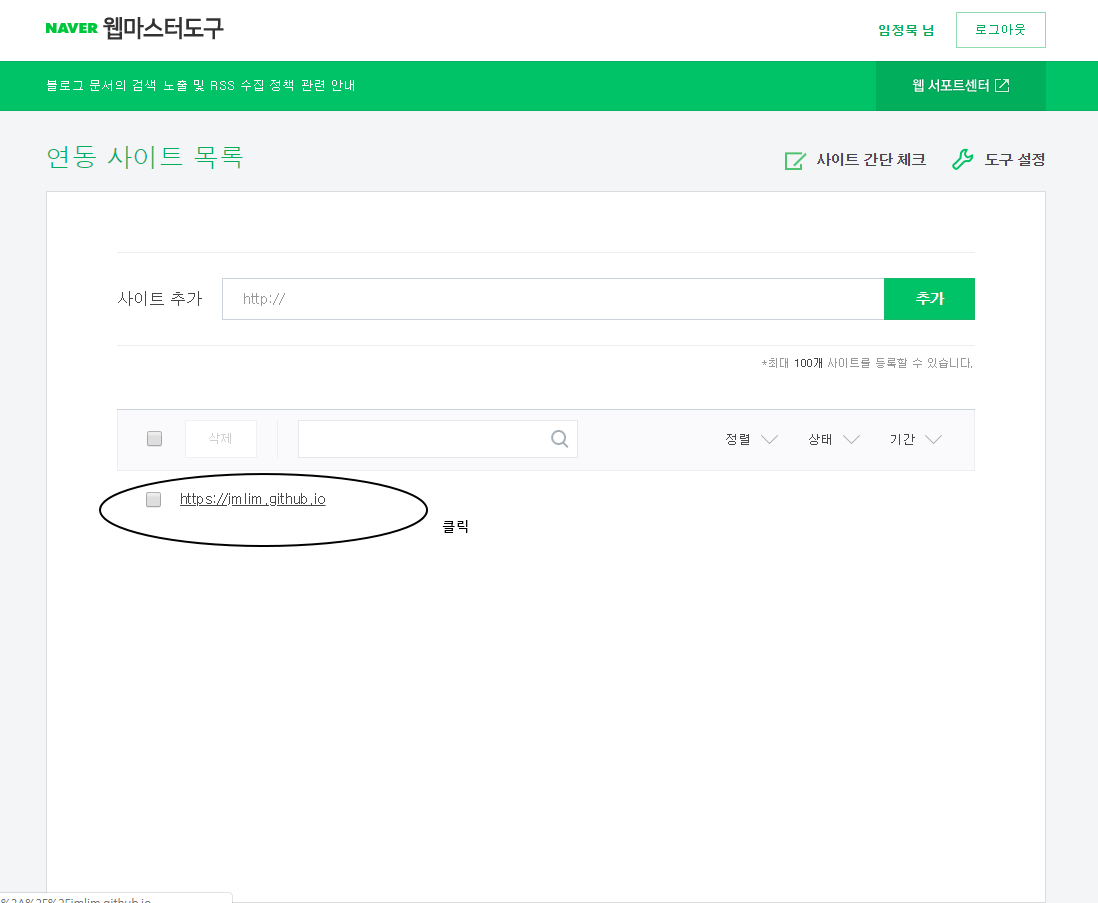 NAVER 웹마스터도구
임정묵 님
로그아웃
블로그 문서의 검색 노출 및 RSS 수집 정책 관련 안내
웹 서포트센터
연동 사이트 목록
사이트 간단 체크
도구 설정
사이트 추가
http://
추가
*최대 100개 사이트를 등록할 수 있습니다.
삭제
정렬
상태
기간
https://jmlim.github.io
클릭